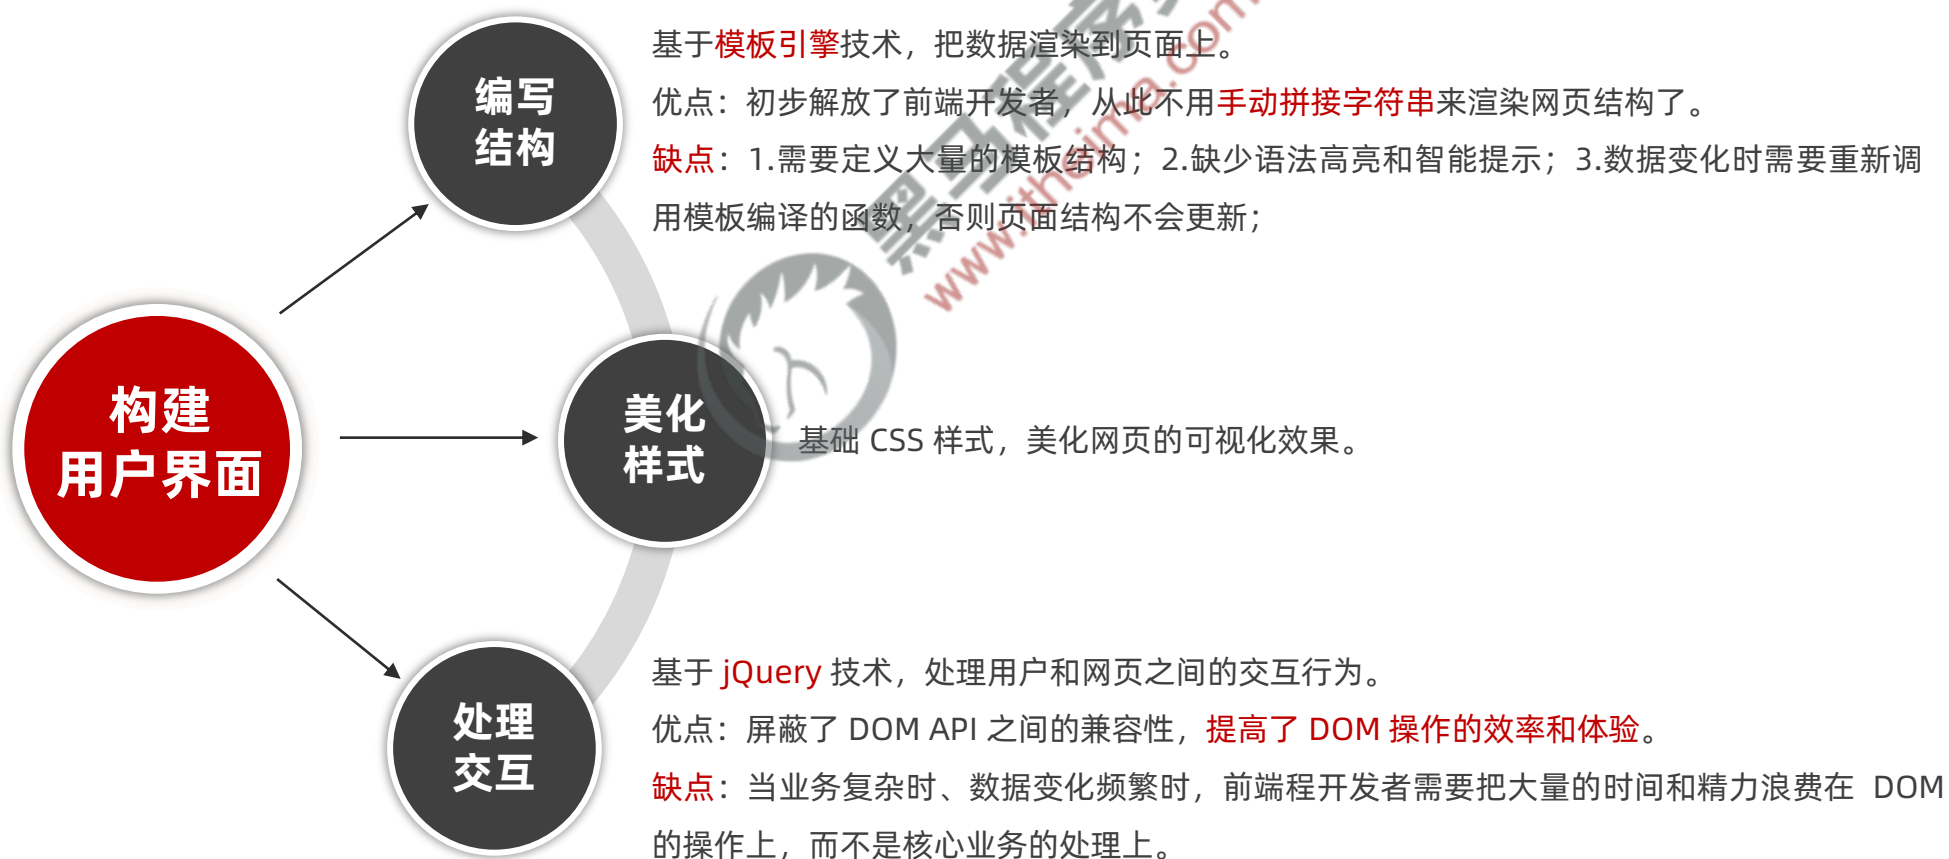 基于模板引擎技术，把数据渲染到页面上。
优点：初步解放了前端开发者，从此不用手动拼接字符串来渲染网页结构了。
缺点：1.需要定义大量的模板结构；2.缺少语法高亮和智能提示；3.数据变化时需要重新调
用模板编译的函数，否则页面结构不会更新；
编写
结构
黑马程序
www.itheima.com
构建
用户界面
美化
样式
基础 CSS 样式，美化网页的可视化效果。
处理
交互
基于 jQuery 技术，处理用户和网页之间的交互行为。
优点：屏蔽了 DOM API 之间的兼容性，提高了 DOM 操作的效率和体验。
缺点：当业务复杂时、数据变化频繁时，前端程开发者需要把大量的时间和精力浪费在 DOM
的操作上，而不是核心业务的处理上。